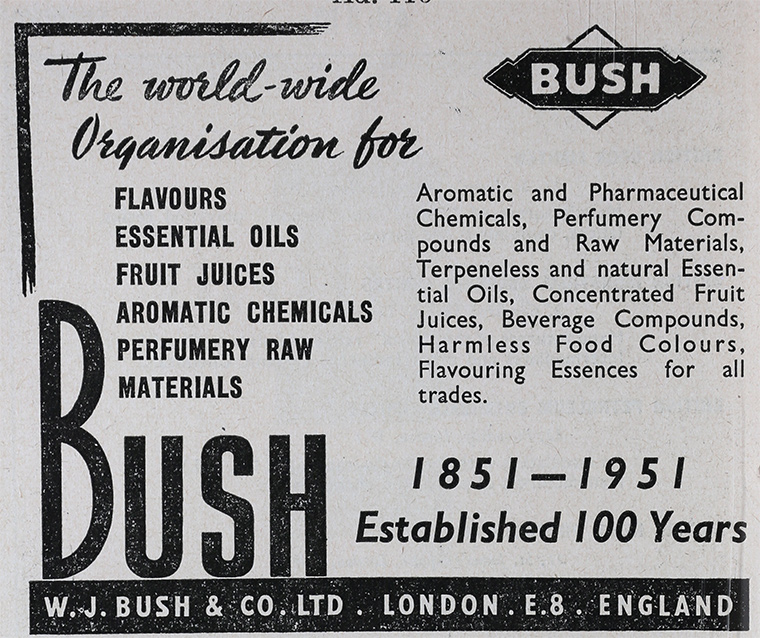 The world-wide
Organisation for
BUSH
FLAVOURS
ESSENTIAL OILS
FRUIT JUICES
AROMATIC CHEMICALS
PERFUMERY RAW
MATERIALS
Aromatic and Pharmaceutical
Chemicals, Perfumery Com-
pounds and Raw Materials,
Terpeneless and natural Essen-
tial Oils, Concentrated Fruit
Juices, Beverage Compounds,
Harmless Food Colours,
Flavouring Essences for all
trades.
BUSH
1851—1951
Established 100 Years
W. J. BUSH & CO. LTD . LONDON . E.8 . ENGLAND